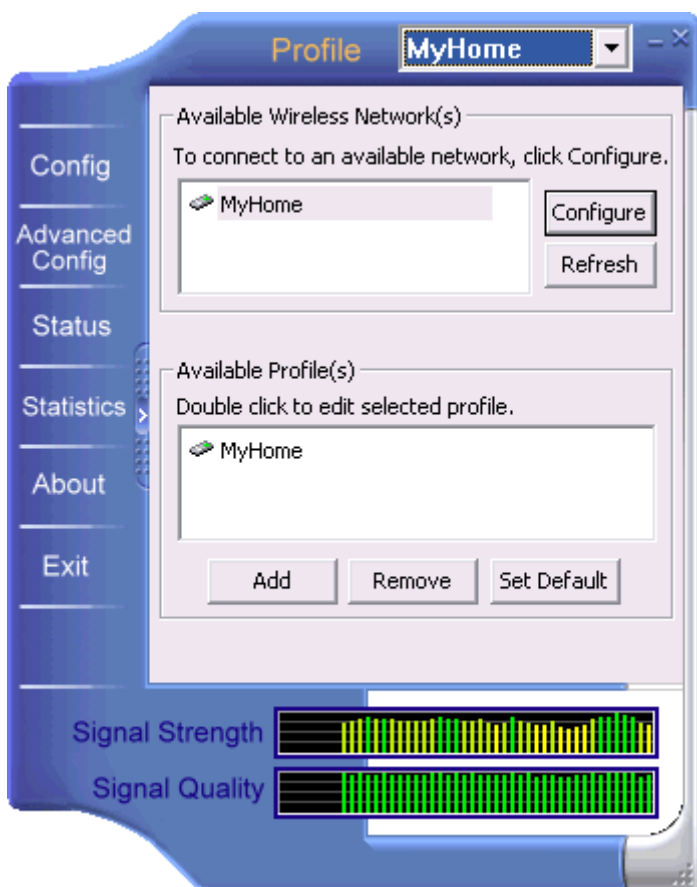 Profile MyHome
Config
Advanced
Config
Status
Statistics
About
Exit
Available Wireless Network(s)
To connect to an available network, click Configure.
MyHome
Configure
Refresh
Available Profile(s)
Double click to edit selected profile.
MyHome
Add Remove Set Default
Signal Strength
Signal Quality